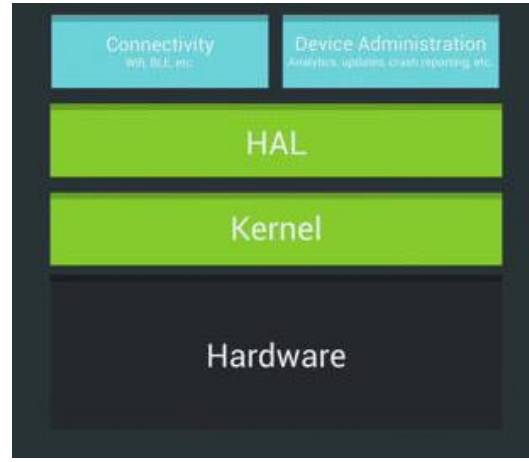 Connectivity
Wifi, BLE, etc.
Device Administration
Analytics, updates, crash reporting, etc.
HAL
Kernel
Hardware